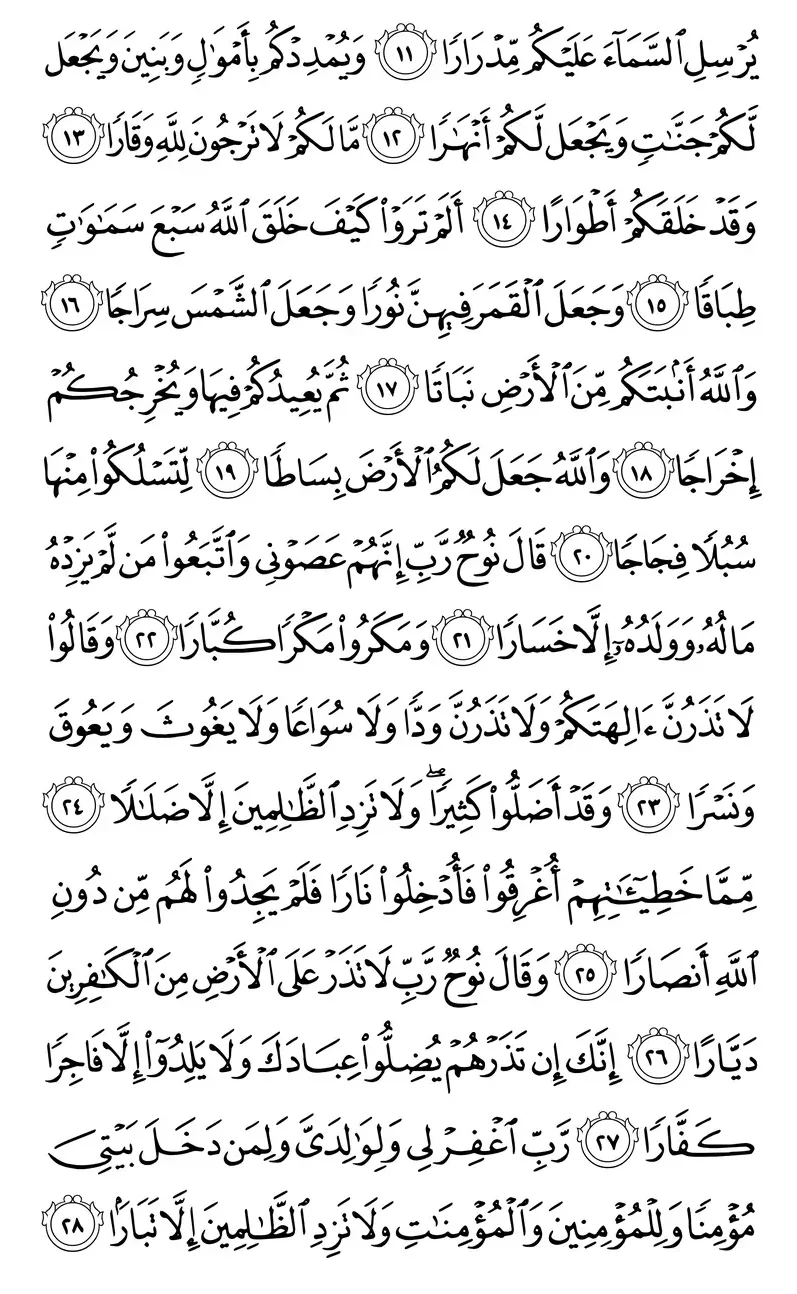 يُرۡسِلِ ٱلسَّمَآءَ عَلَيۡكُم مِّدۡرَارٗا ١١ وَيُمۡدِدۡكُم بِأَمۡوَٰلٖ وَبَنِينَ وَيَجۡعَل
لَّكُمۡ جَنَّٰتٖ وَيَجۡعَل لَّكُمۡ أَنۡهَٰرٗا ١٢ مَّا لَكُمۡ لَا تَرۡجُونَ لِلَّهِ وَقَارٗا ١٣
وَقَدۡ خَلَقَكُمۡ أَطۡوَارًا ١٤ أَلَمۡ تَرَوۡاْ كَيۡفَ خَلَقَ ٱللَّهُ سَبۡعَ سَمَٰوَٰتٖ
طِبَاقٗا ١٥ وَجَعَلَ ٱلۡقَمَرَ فِيهِنَّ نُورٗا وَجَعَلَ ٱلشَّمۡسَ سِرَاجٗا ١٦
وَٱللَّهُ أَنۢبَتَكُم مِّنَ ٱلۡأَرۡضِ نَبَاتٗا ١٧ ثُمَّ يُعِيدُكُمۡ فِيهَا وَيُخۡرِجُكُمۡ
إِخۡرَاجٗا ١٨ وَٱللَّهُ جَعَلَ لَكُمُ ٱلۡأَرۡضَ بِسَاطٗا ١٩ لِّتَسۡلُكُواْ مِنۡهَا
سُبُلٗا فِجَاجٗا ٢٠ قَالَ نُوحٞ رَّبِّ إِنَّهُمۡ عَصَوۡنِي وَٱتَّبَعُواْ مَن لَّمۡ يَزِدۡهُ
مَالُهُۥ وَوَلَدُهُۥٓ إِلَّا خَسَارٗا ٢١ وَمَكَرُواْ مَكۡرٗا كُبَّارٗا ٢٢ وَقَالُواْ
لَا تَذَرُنَّ ءَالِهَتَكُمۡ وَلَا تَذَرُنَّ وَدّٗا وَلَا سُوَاعٗا وَلَا يَغُوثَ وَيَعُوقَ
وَنَسۡرٗا ٢٣ وَقَدۡ أَضَلُّواْ كَثِيرٗاۖ وَلَا تَزِدِ ٱلظَّٰلِمِينَ إِلَّا ضَلَٰلٗا ٢٤
مِّمَّا خَطِيٓـَٰٔتِهِمۡ أُغۡرِقُواْ فَأُدۡخِلُواْ نَارٗا فَلَمۡ يَجِدُواْ لَهُم مِّن دُونِ
ٱللَّهِ أَنصَارٗا ٢٥ وَقَالَ نُوحٞ رَّبِّ لَا تَذَرۡ عَلَى ٱلۡأَرۡضِ مِنَ ٱلۡكَٰفِرِينَ
دَيَّارًا ٢٦ إِنَّكَ إِن تَذَرۡهُمۡ يُضِلُّواْ عِبَادَكَ وَلَا يَلِدُوٓاْ إِلَّا فَاجِرٗا
كَفَّارٗا ٢٧ رَّبِّ ٱغۡفِرۡ لِي وَلِوَٰلِدَيَّ وَلِمَن دَخَلَ بَيۡتِيَ
مُؤۡمِنٗا وَلِلۡمُؤۡمِنِينَ وَٱلۡمُؤۡمِنَٰتِۖ وَلَا تَزِدِ ٱلظَّٰلِمِينَ إِلَّا تَبَارَۢا ٢٨